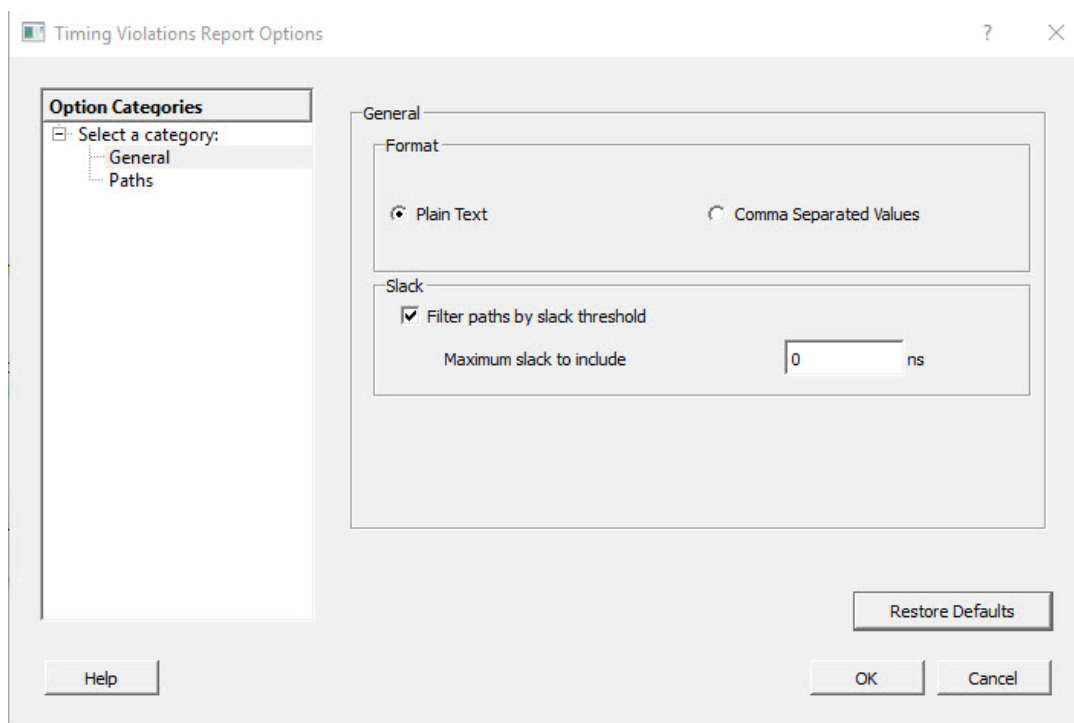 Timing Violations Report Options
Option Categories
Select a category:
General
Paths
General
Format
Plain Text
Comma Separated Values
Slack
Filter paths by slack threshold
Maximum slack to include 0 ns
Restore Defaults
Help
OK
Cancel